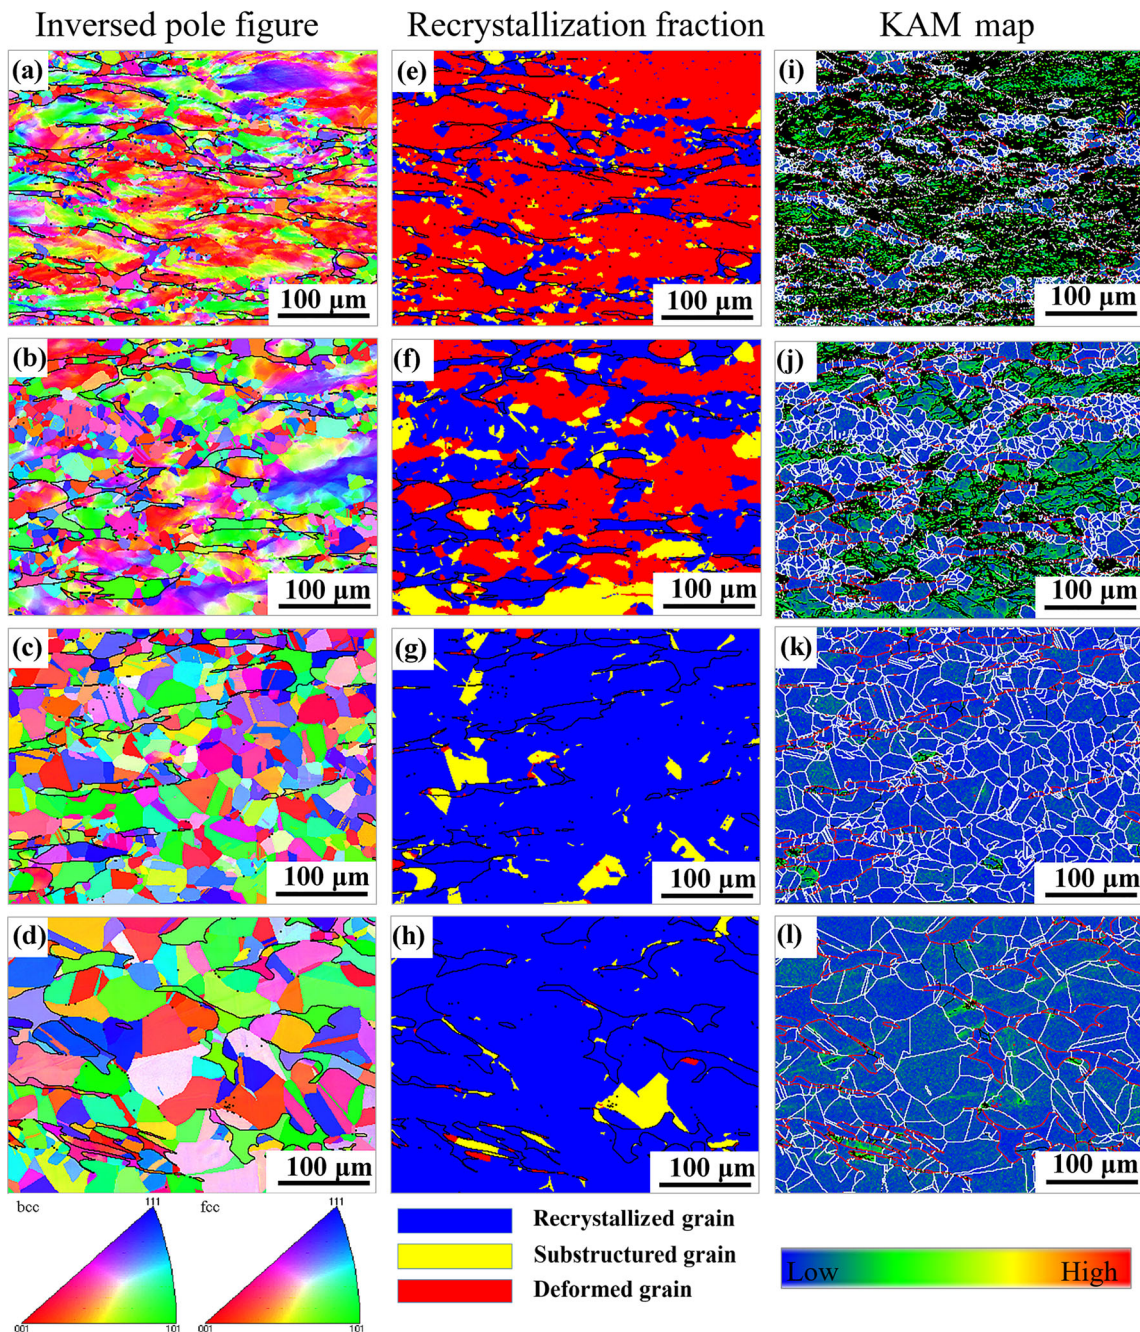 Inversed pole figure Recrystallization fraction KAM map
(a) (e) (i)
100 μm 100 μm 100 μm
(b) (f) (j)
100 μm 100 μm 100 μm
(c) (g) (k)
100 μm 100 μm 100 μm
(d) (h) (l)
100 μm 100 μm 100 μm
bcc 111 fcc 111
001 101 001 101
Recrystallized grain
Substructured grain
Deformed grain
Low High